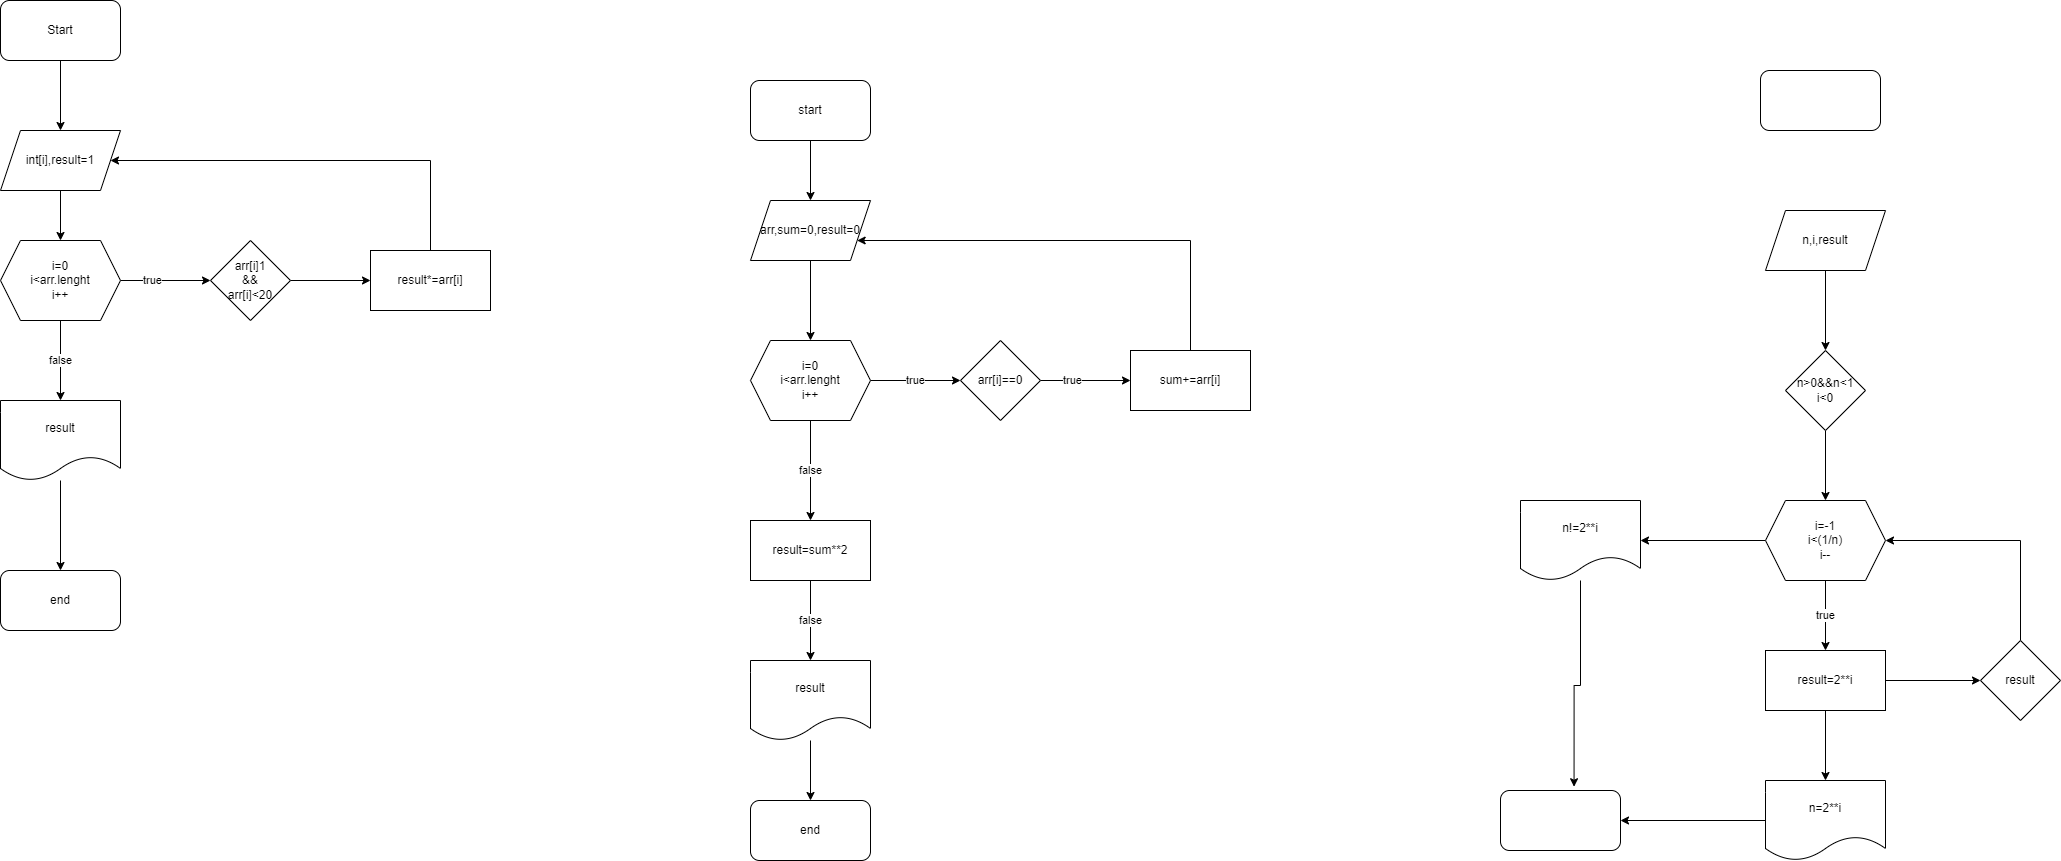 Start
int[i],result=1
i=0
i<arr.lenght
i++
true
arr[i]1
&&
arr[i]<20
result*=arr[i]
false
result
end
start
arr,sum=0,result=0
i=0
i<arr.lenght
i++
true
arr[i]==0
true
sum+=arr[i]
false
result=sum**2
false
result
end
n,i,result
n>0&&n<1
i<0
i=-1
i<(1/n)
i--
n!=2**i
true
result=2**i
result
n=2**i